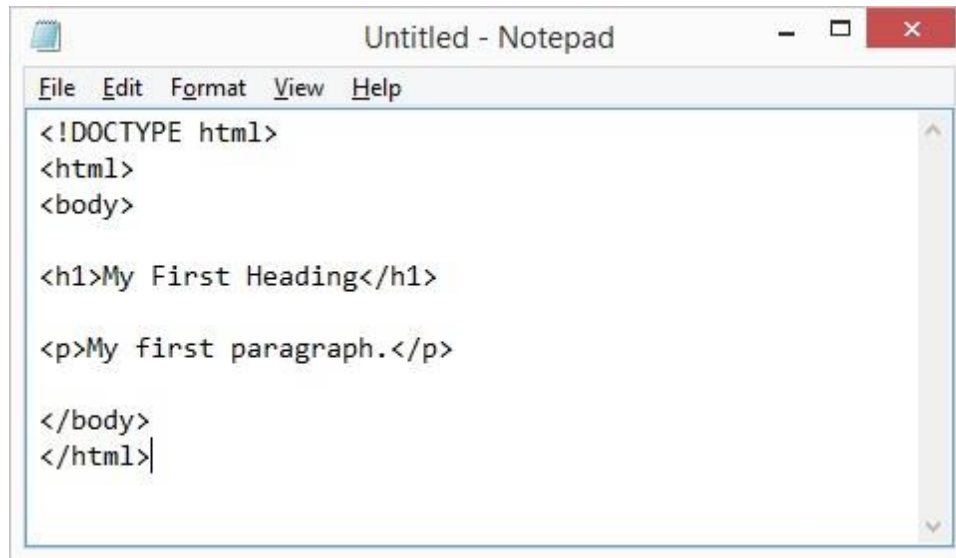 Untitled - Notepad
File Edit Format View Help
<!DOCTYPE html>
<html>
<body>
<h1>My First Heading</h1>
<p>My first paragraph.</p>
</body>
</html>